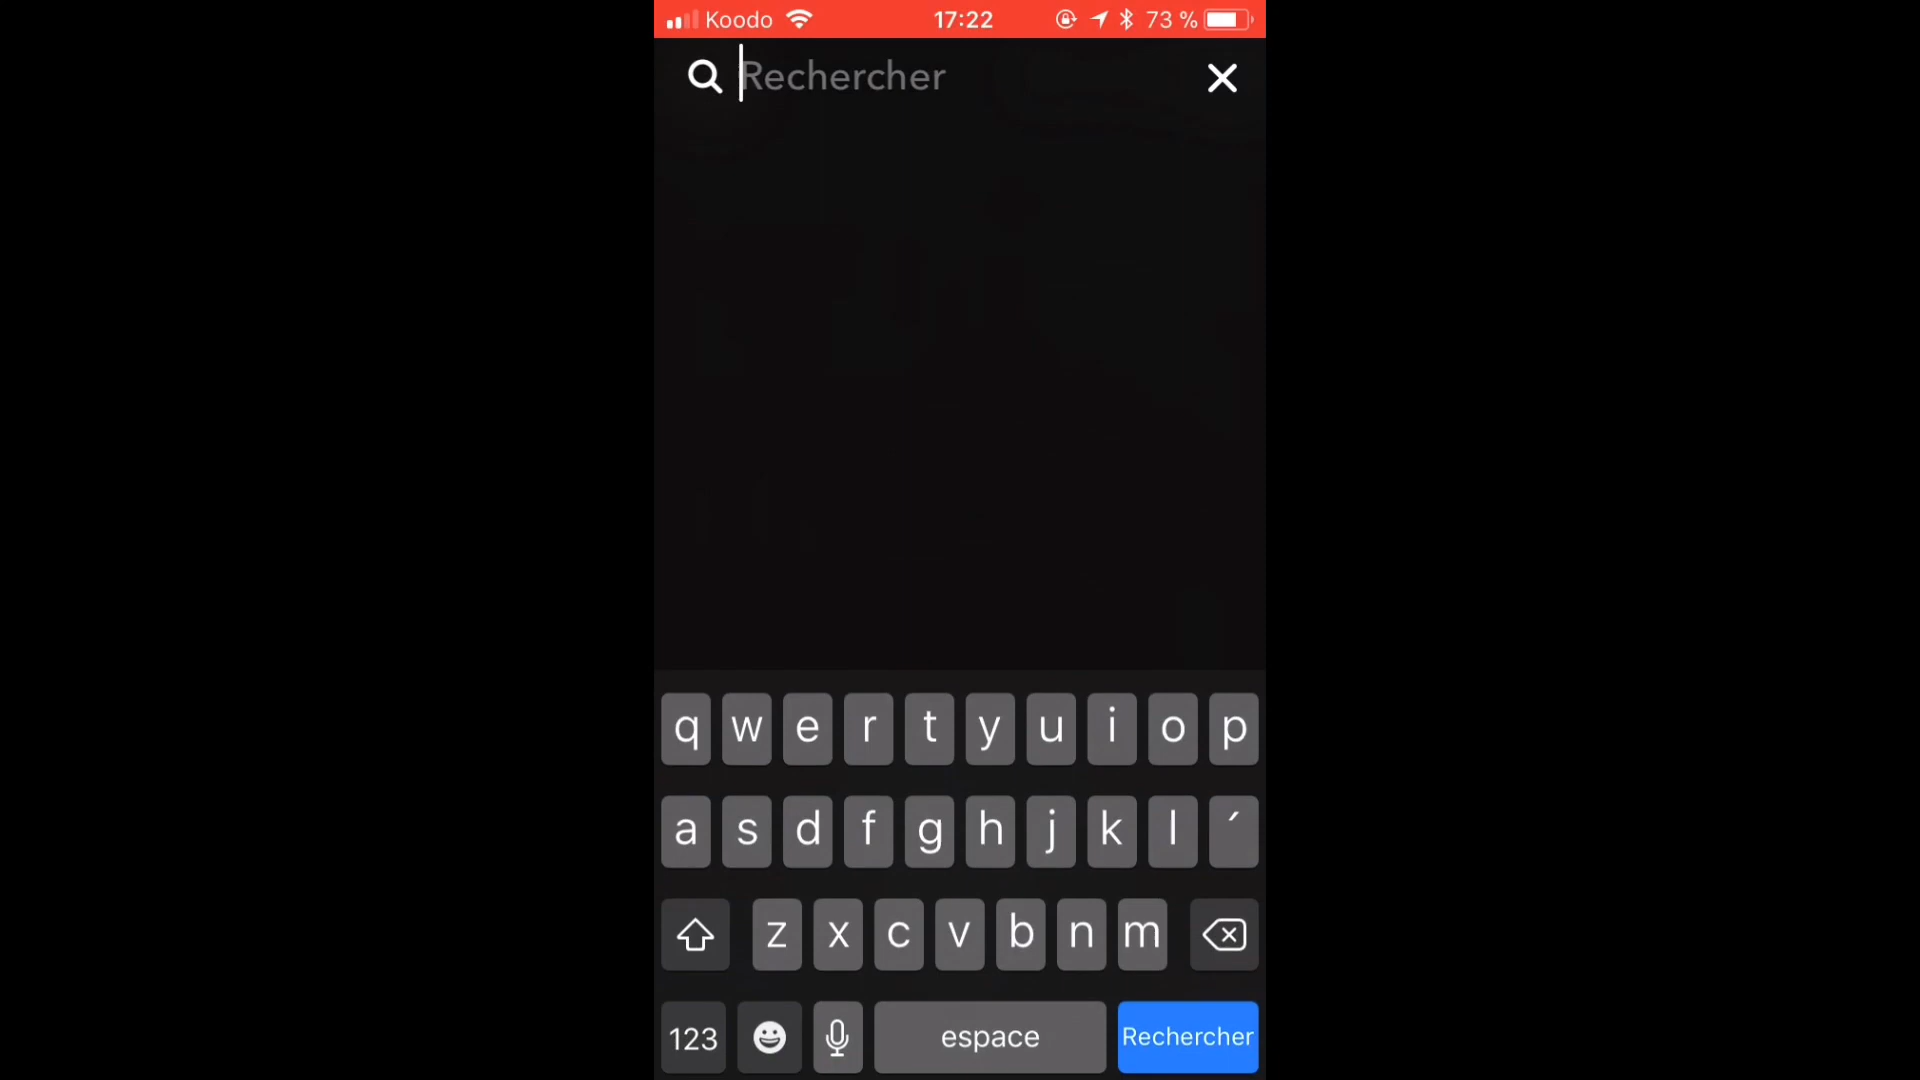 Koodo 17:22 73 %
Rechercher
q w e r t y u i o p
a s d f g h j k l ´
z x c v b n m
123 espace Rechercher